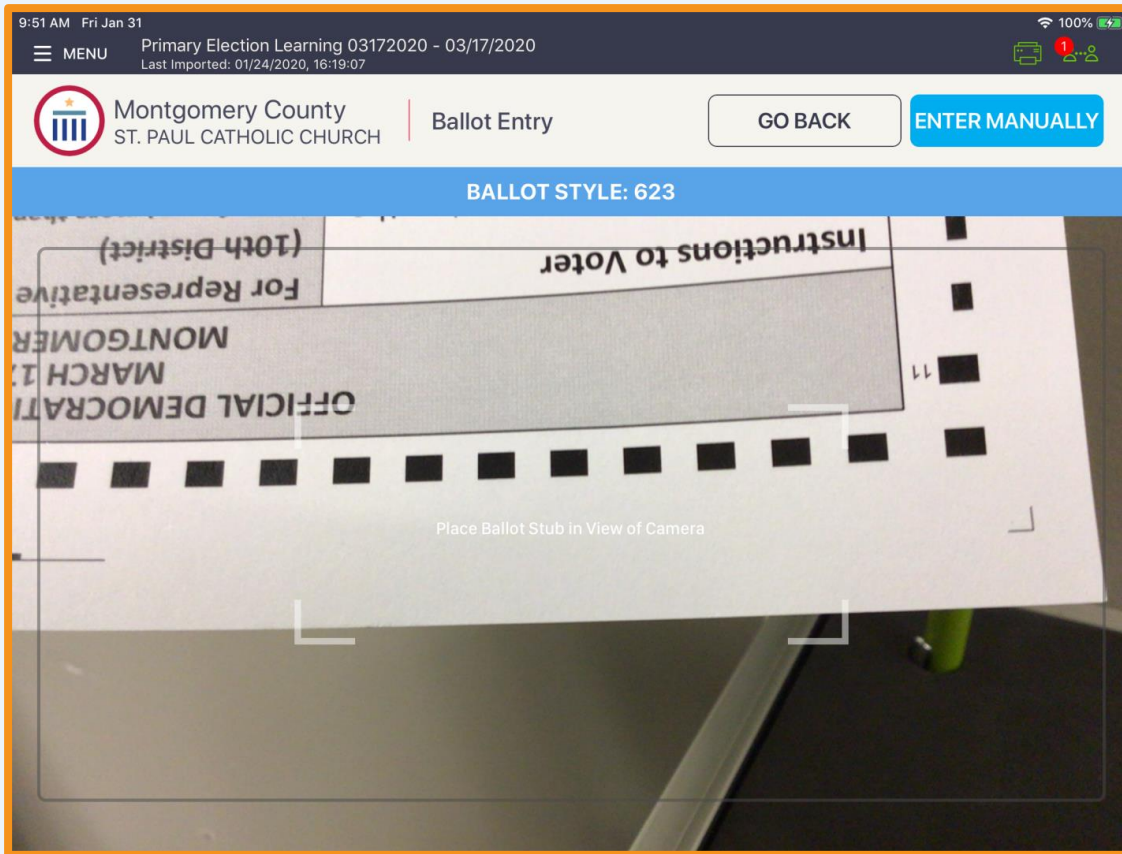 9:51 AM Fri Jan 31
100%
MENU
Primary Election Learning 03172020 - 03/17/2020
Last Imported: 01/24/2020, 16:19:07
1
Montgomery County
ST. PAUL CATHOLIC CHURCH
Ballot Entry
GO BACK
ENTER MANUALLY
BALLOT STYLE: 623
Place Ballot Stub in View of Camera
OFFICIAL DEMOCRATI
MARCH 17
MONTGOMER
11
For Representative
(10th District)
Instructions to Voter